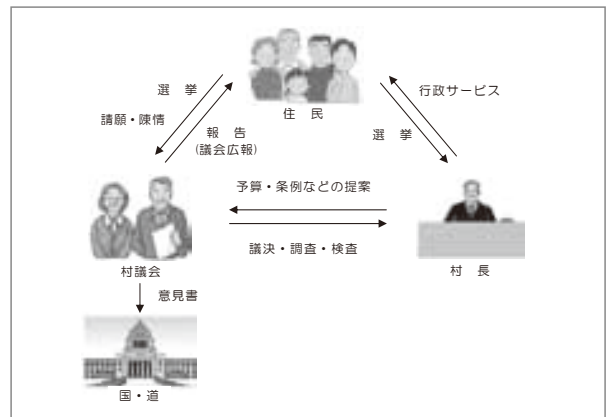 住　民
選　挙
請願・陳情
報　告
(議会広報)
行政サービス
選　挙
予算・条例などの提案
議決・調査・検査
村議会
村　長
意見書
国・道